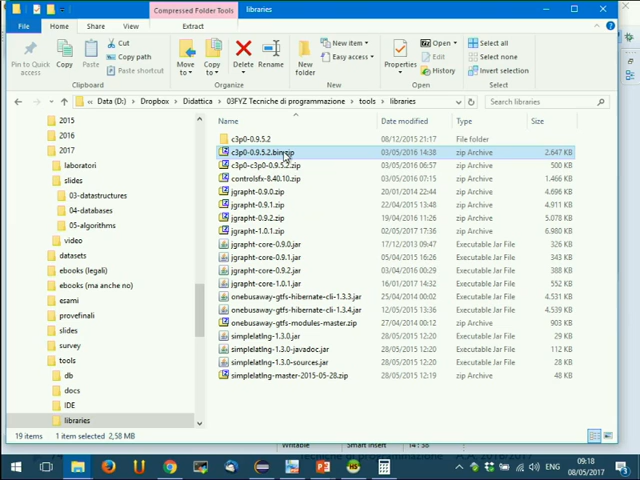 Compressed Folder Tools
libraries
File
Home
Share
View
Extract
Pin to Quick Access
Copy
Paste
Cut
Copy path
Paste shortcut
Move to
Copy to
Delete
Rename
New folder
New item
Easy access
Properties
Open
Edit
History
Select all
Select none
Invert selection
Clipboard
Organize
New
Open
Select
Data (D:) > Dropbox > Didattica > 03FYZ Tecniche di programmazione > tools > libraries
Search libraries
2015
2016
2017
laboratori
slides
03-datastructures
04-databases
05-algorithms
video
datasets
ebooks (legali)
ebooks (ma anche no)
esami
provefinali
slides
survey
tools
db
docs
IDE
libraries
Name Date modified Type Size
c3p0-0.9.5.2 08/12/2015 21:17 File folder
c3p0-0.9.5.2.bin.zip 03/05/2016 14:38 zip Archive 2.647 KB
c3p0-c3p0-0.9.5.2.zip 03/05/2016 06:57 zip Archive 500 KB
controlsfx-8.40.10.zip 03/05/2016 07:15 zip Archive 1.466 KB
jgrapht-0.9.0.zip 20/01/2014 22:44 zip Archive 4.696 KB
jgrapht-0.9.1.zip 22/04/2015 13:48 zip Archive 4.911 KB
jgrapht-0.9.2.zip 19/04/2016 11:26 zip Archive 5.078 KB
jgrapht-1.0.1.zip 02/05/2017 17:36 zip Archive 6.980 KB
jgrapht-core-0.9.0.jar 17/12/2013 09:47 Executable Jar File 326 KB
jgrapht-core-0.9.1.jar 05/04/2015 16:26 Executable Jar File 343 KB
jgrapht-core-0.9.2.jar 03/04/2016 00:29 Executable Jar File 388 KB
jgrapht-core-1.0.1.jar 16/01/2017 14:32 Executable Jar File 552 KB
onebusaway-gtfs-hibernate-cli-1.3.3.jar 25/04/2014 00:02 Executable Jar File 4.531 KB
onebusaway-gtfs-hibernate-cli-1.3.4.jar 12/05/2015 13:36 Executable Jar File 4.539 KB
onebusaway-gtfs-modules-master.zip 27/04/2014 00:12 zip Archive 903 KB
simplelatlng-1.3.0.jar 28/05/2015 12:20 Executable Jar File 29 KB
simplelatlng-1.3.0-javadoc.jar 28/05/2015 12:20 Executable Jar File 112 KB
simplelatlng-1.3.0-sources.jar 28/05/2015 12:20 Executable Jar File 28 KB
simplelatlng-master-2015-05-28.zip 28/05/2015 12:19 zip Archive 48 KB
19 items 1 item selected 2,58 MB
Writable Smart Insert 14 : 38
ENG
09:18
08/05/2017